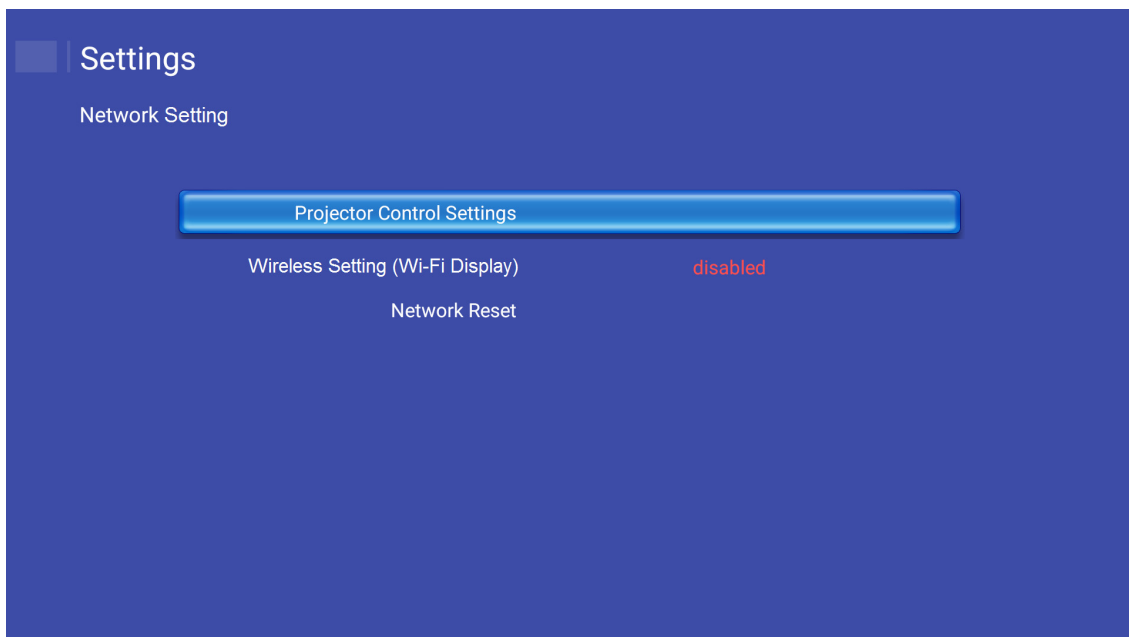 Settings
Network Setting
Projector Control Settings
Wireless Setting (Wi-Fi Display) disabled
Network Reset